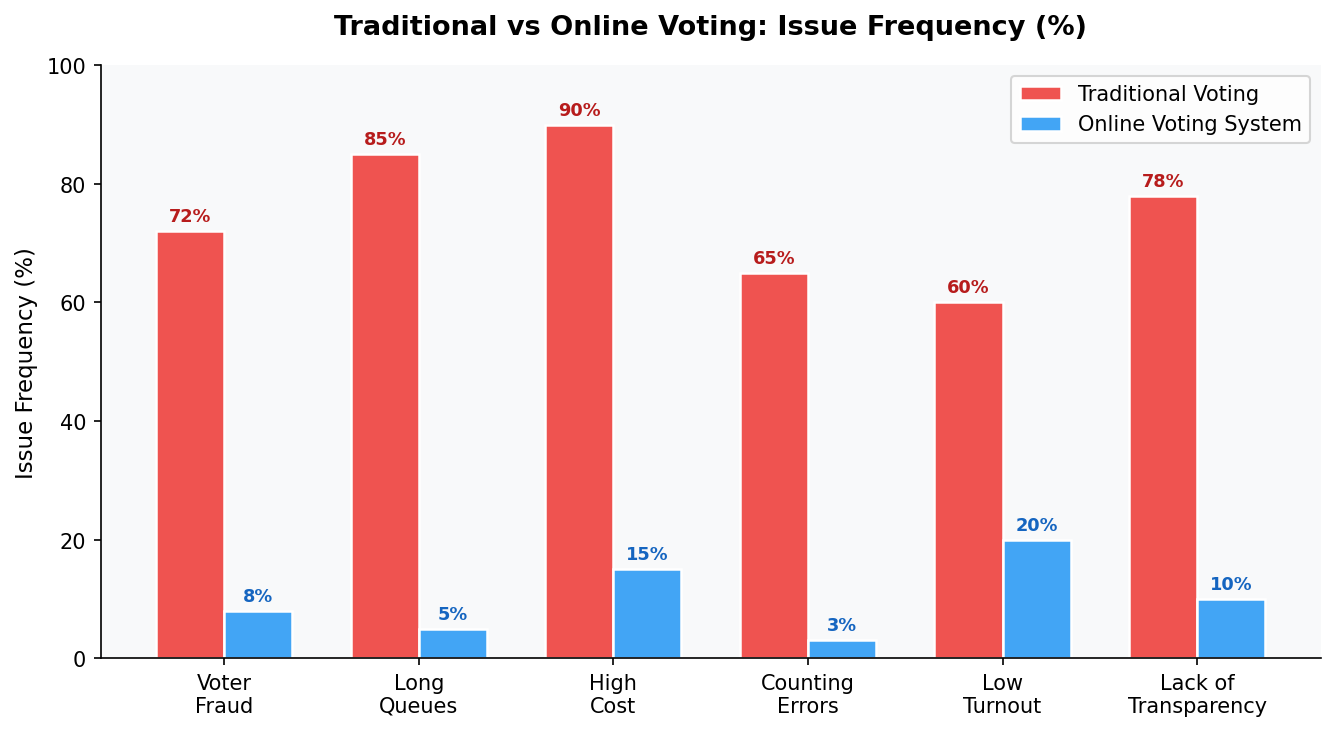 Traditional vs Online Voting: Issue Frequency (%)
Traditional Voting
Online Voting System
Issue Frequency (%)
100
80
60
40
20
0
72%
8%
85%
5%
90%
15%
65%
3%
60%
20%
78%
10%
Voter
Fraud
Long
Queues
High
Cost
Counting
Errors
Low
Turnout
Lack of
Transparency